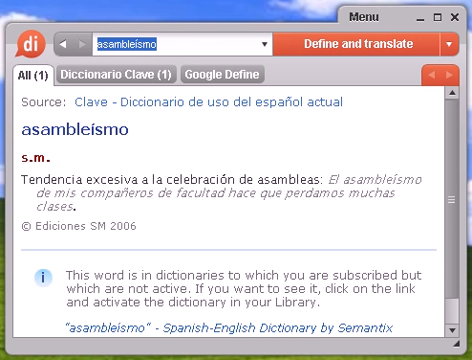 Menu
di
asambleísmo
Define and translate
All (1) Diccionario Clave (1) Google Define
Source: Clave - Diccionario de uso del español actual
asambleísmo
s.m.
Tendencia excesiva a la celebración de asambleas: El asambleísmo
de mis compañeros de facultad hace que perdamos muchas
clases.
© Ediciones SM 2006
i
This word is in dictionaries to which you are subscribed but
which are not active. If you want to see it, click on the link
and activate the dictionary in your Library.
"asambleismo" - Spanish-English Dictionary by Semantix